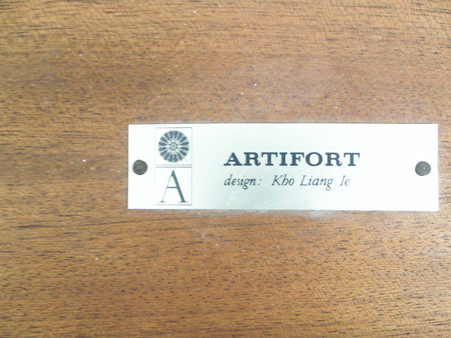 ARTIFORT
design: Kho Liang Ie
A